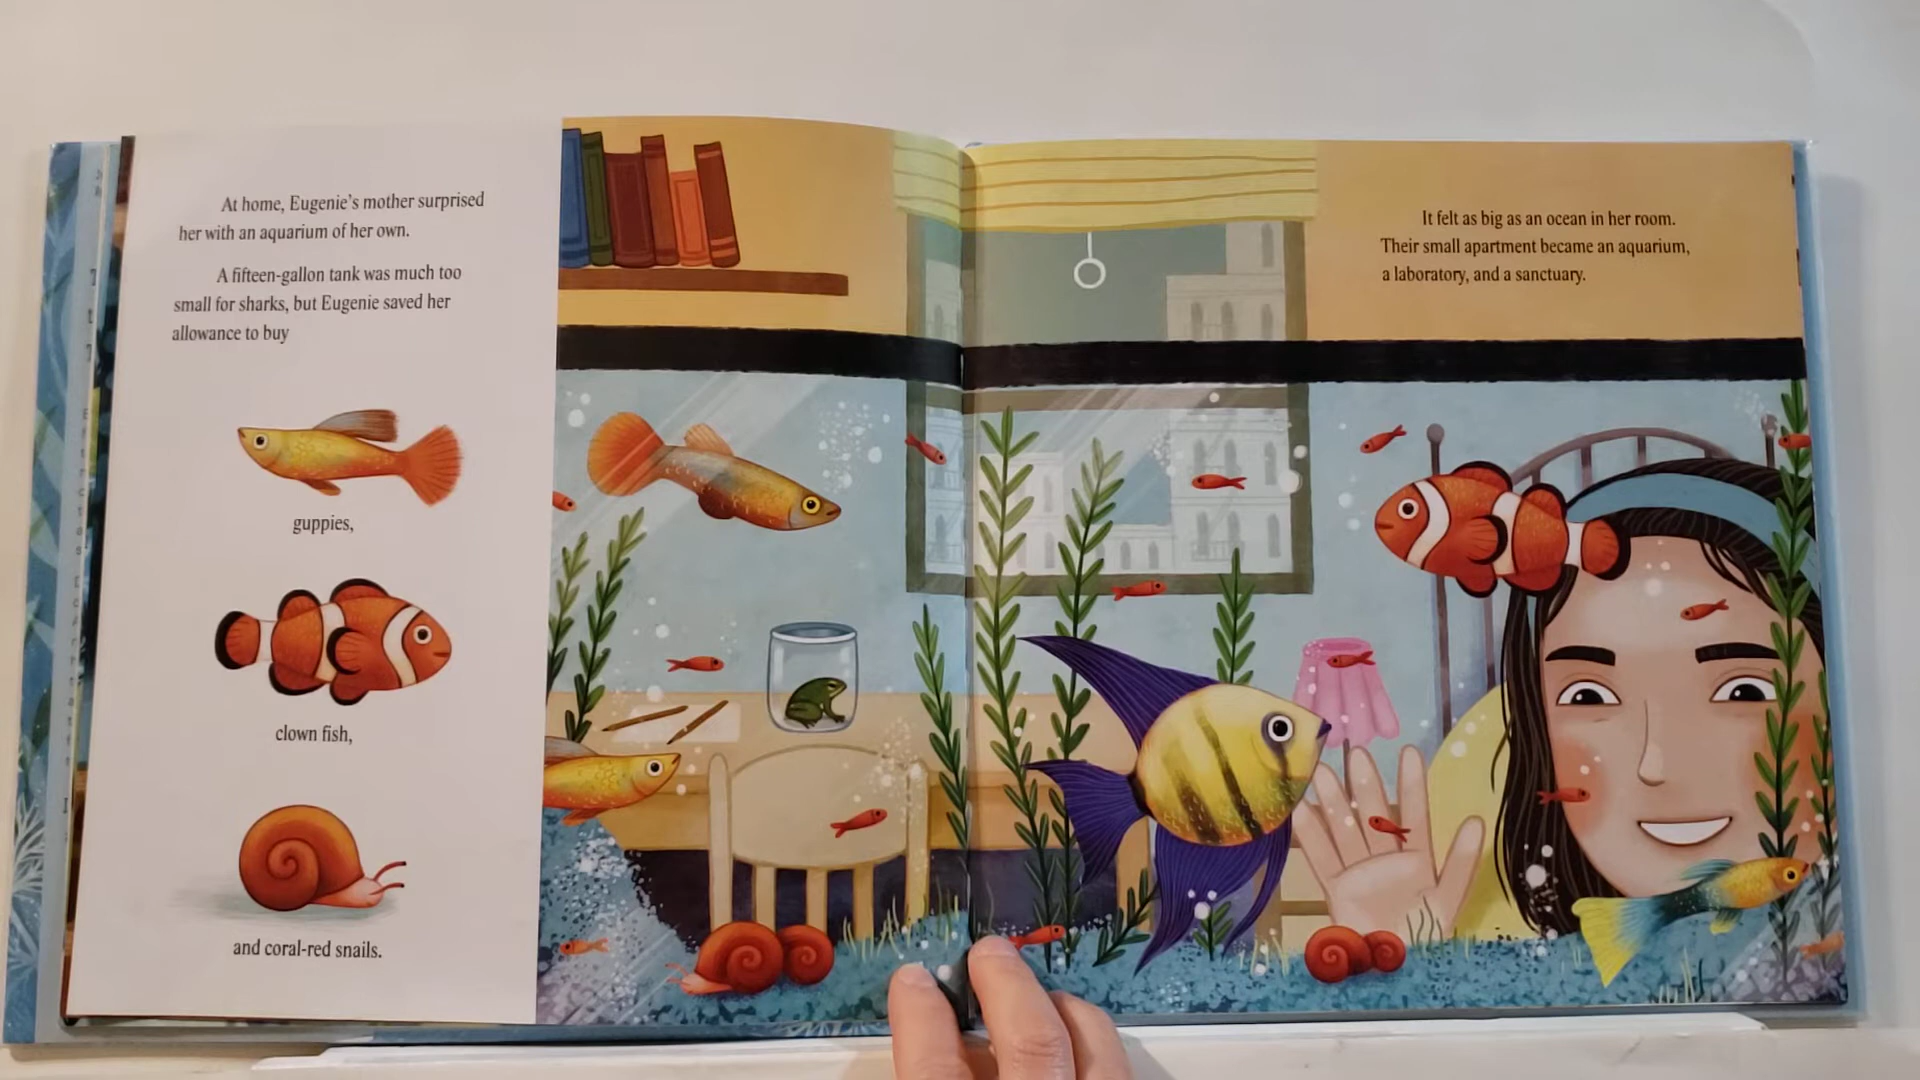 At home, Eugenie's mother surprised
her with an aquarium of her own.
A fifteen-gallon tank was much too
small for sharks, but Eugenie saved her
allowance to buy
guppies,
clown fish,
and coral-red snails.
It felt as big as an ocean in her room.
Their small apartment became an aquarium,
a laboratory, and a sanctuary.